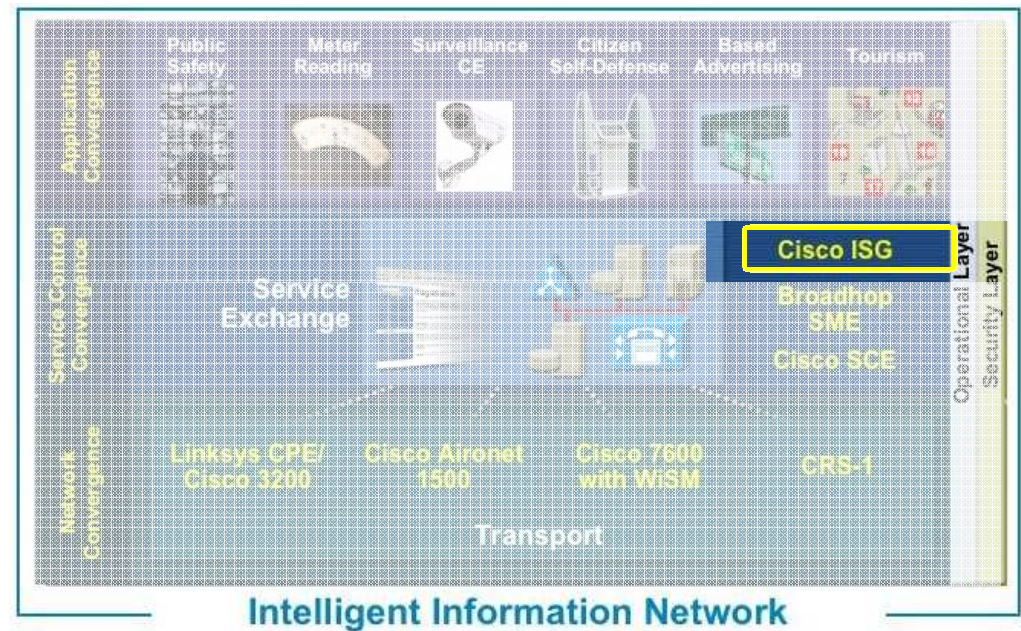 Public Safety
Meter Reading
Surveillance CE
Citizen Self-Defense
Based Advertising
Tourism
Application Convergence
Service Control Convergence
Service Exchange
Cisco ISG
Broadhop SME
Cisco SCE
Operational Layer
Security Layer
Network Convergence
Linksys CPE/ Cisco 3200
Cisco Aironet 1500
Cisco 7600 with WiSM
CRS-1
Transport
Intelligent Information Network